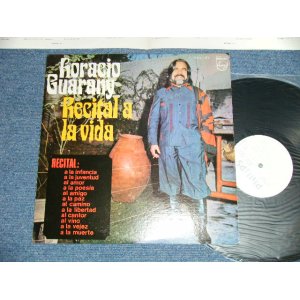 Horacio
Guarany
Recital a
la vida
PHILIPS
RECITAL:
a la infancia
a la juventud
al amor
a la poesía
al amigo
a la paz
al camino
a la libertad
al cantor
al vino
a la vejez
a la muerte